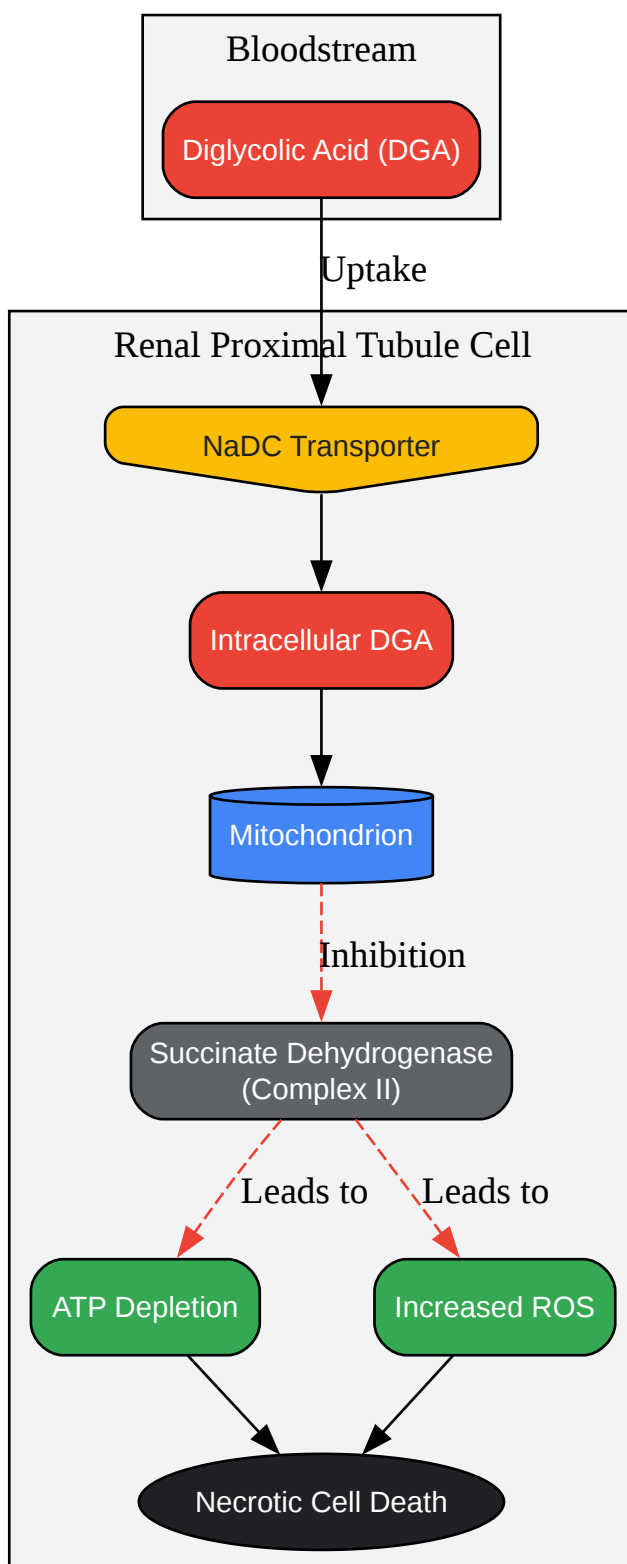 Bloodstream
Diglycolic Acid (DGA)
Uptake
Renal Proximal Tubule Cell
NaDC Transporter
Intracellular DGA
Mitochondrion
Inhibition
Succinate Dehydrogenase
(Complex II)
Leads to
Leads to
ATP Depletion
Increased ROS
Necrotic Cell Death